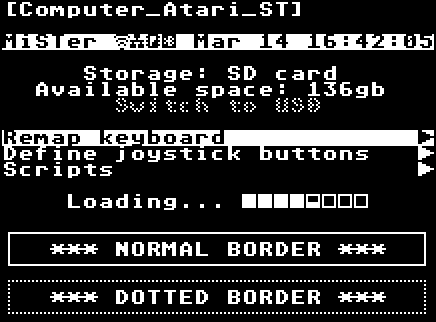 [Computer_Atari_ST]
MiSTer Mar 14 16:42:05
Storage: SD card
Available space: 136gb
Switch to USB
Remap keyboard
Define joystick buttons
Scripts
Loading...
*** NORMAL BORDER ***
*** DOTTED BORDER ***